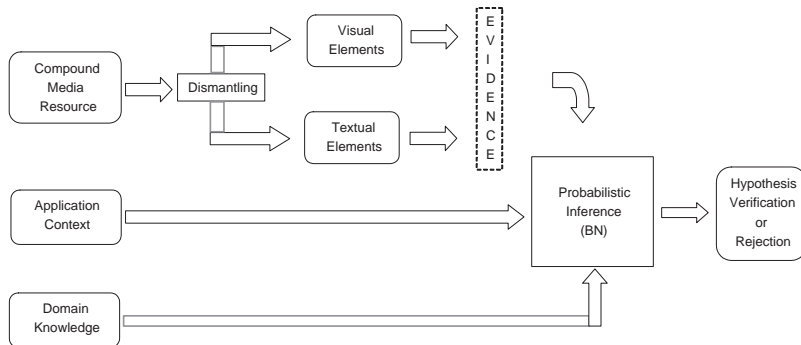 Compound
Media
Resource
Dismantling
Visual
Elements
Textual
Elements
E
V
I
D
E
N
C
E
Application
Context
Domain
Knowledge
Probabilistic
Inference
(BN)
Hypothesis
Verification
or
Rejection